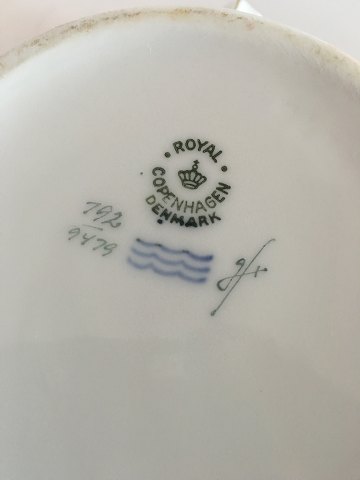 ROYAL
COPENHAGEN
DENMARK
792
9479